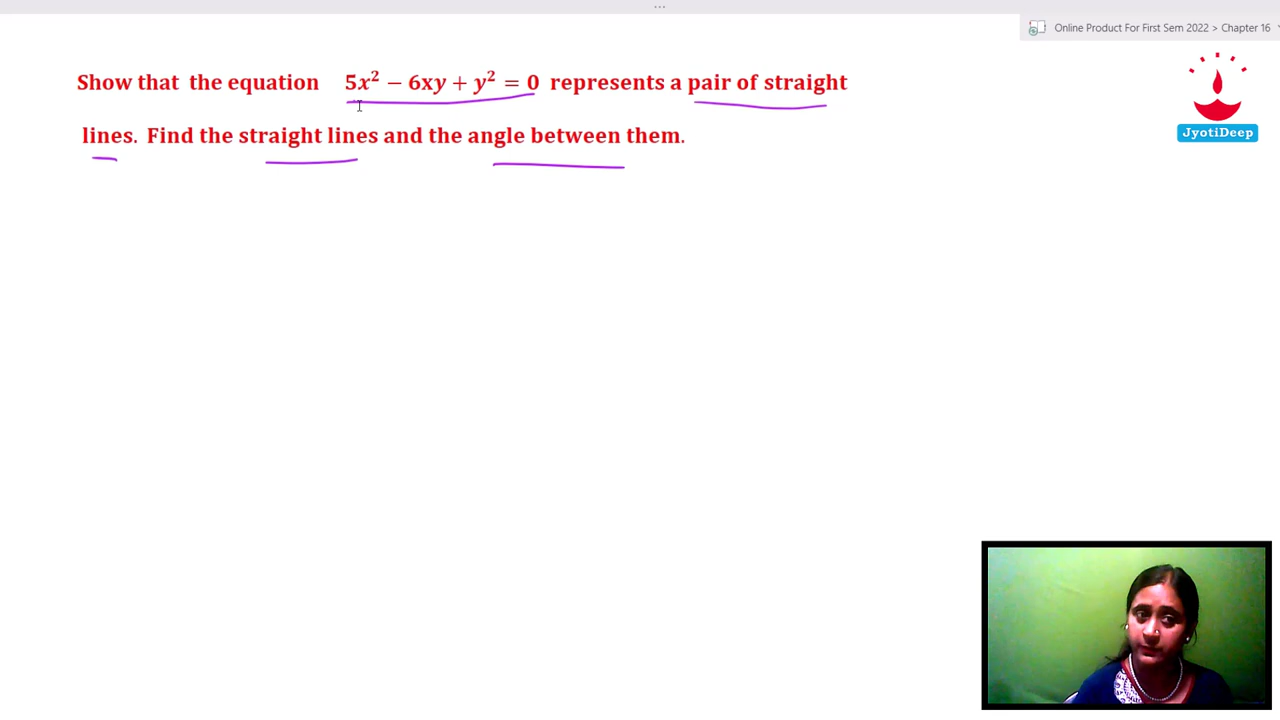 Online Product For First Sem 2022 > Chapter 16
Show that the equation 5x² − 6xy + y² = 0 represents a pair of straight
JyotiDeep
lines. Find the straight lines and the angle between them.